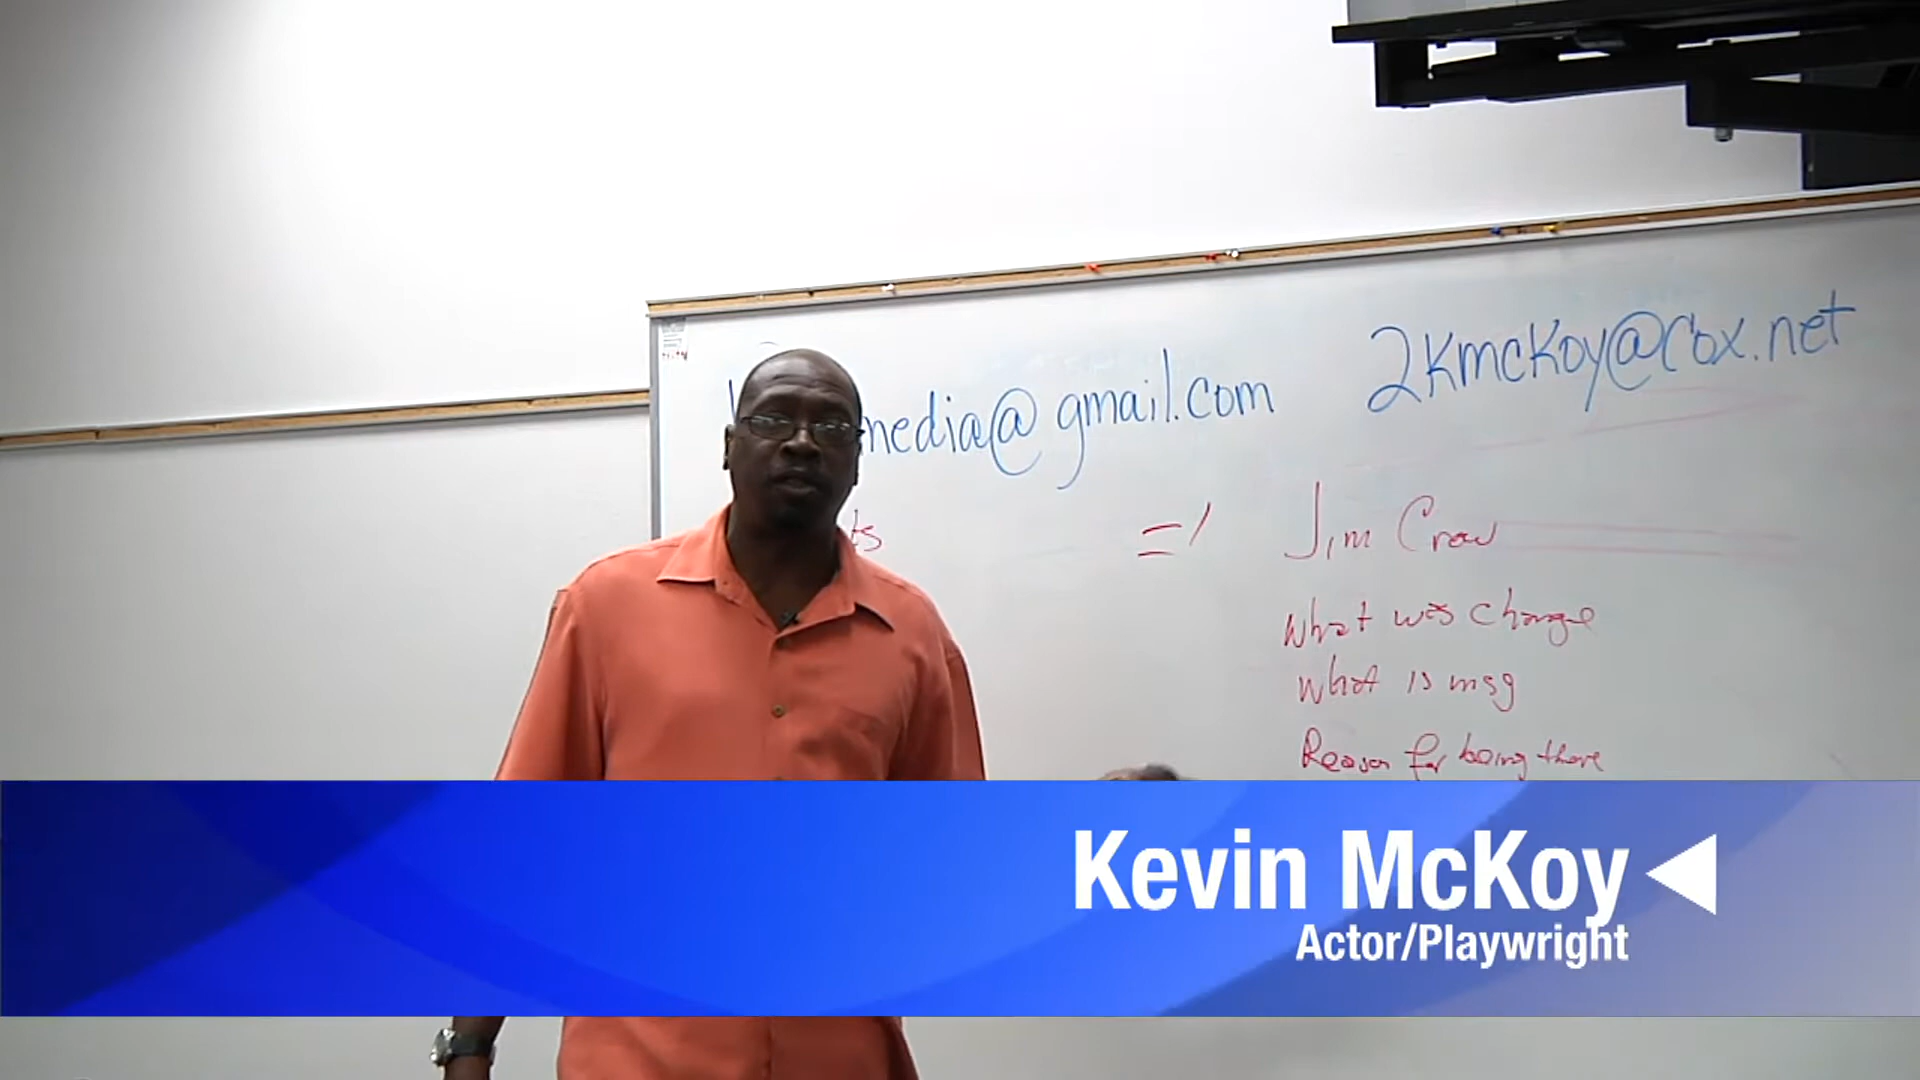 2KmcKoy@cox.net
media@gmail.com
ts =/ Jim Crow
What was change
What is msg
Reason for being there
Kevin McKoy
Actor/Playwright